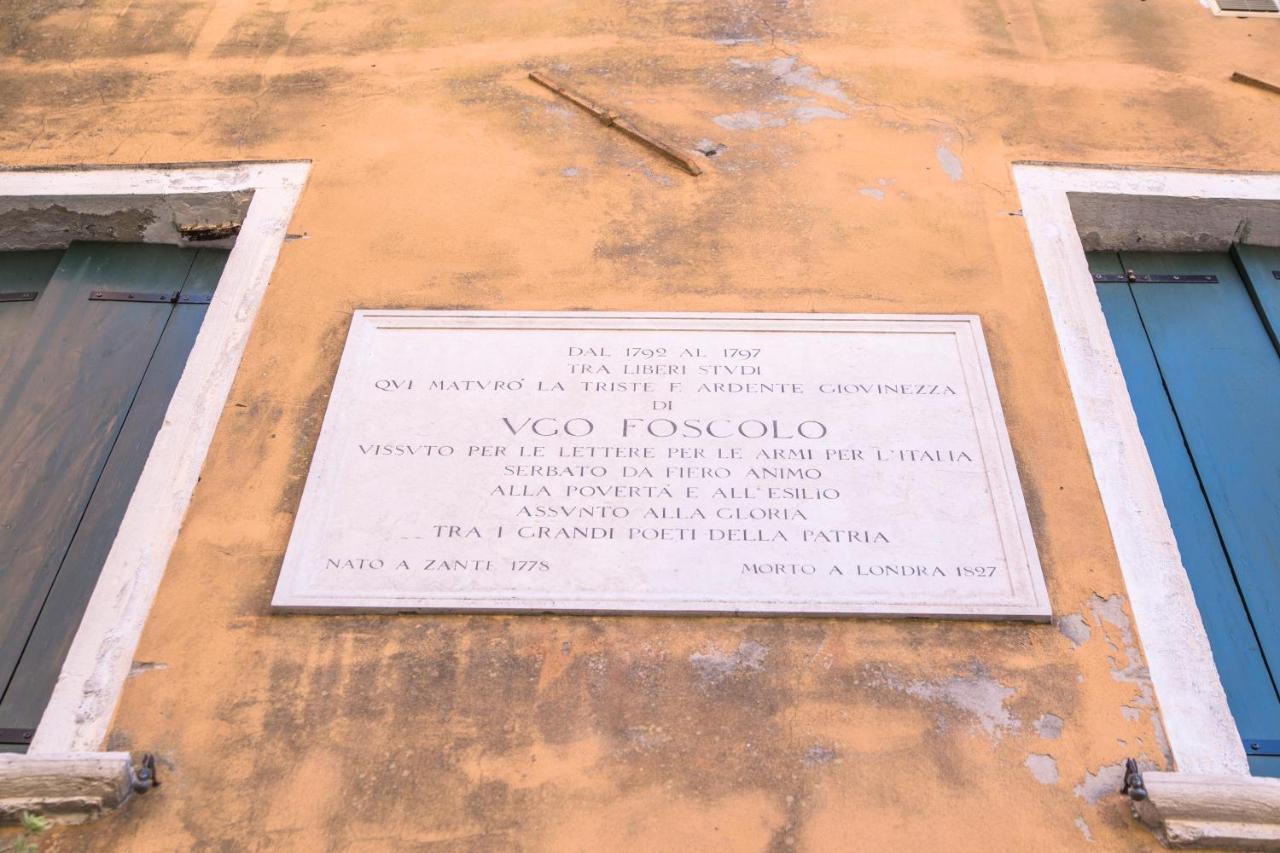 DAL 1792 AL 1797
TRA LIBERI STVDI
QVI MATVRO' LA TRISTE E ARDENTE GIOVINEZZA
DI
VGO FOSCOLO
VISSVTO PER LE LETTERE PER LE ARMI PER L'ITALIA
SERBATO DA FIERO ANIMO
ALLA POVERTA' E ALL'ESILIO
ASSVNTO ALLA GLORIA
TRA I GRANDI POETI DELLA PATRIA
NATO A ZANTE 1778 MORTO A LONDRA 1827